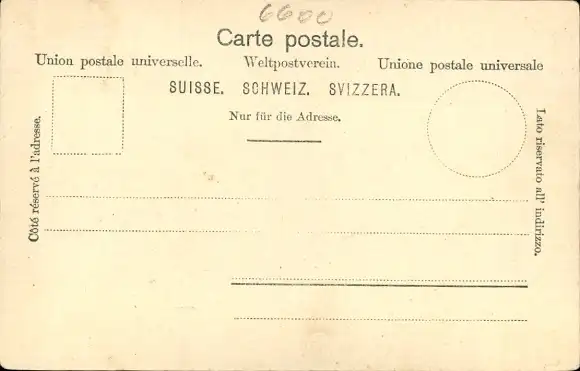 6600
Carte postale.
Union postale universelle. Weltpostverein. Unione postale universale
SUISSE. SCHWEIZ. SVIZZERA.
Nur für die Adresse.
Côté réservé à l'adresse.
Lato riservato all' indirizzo.